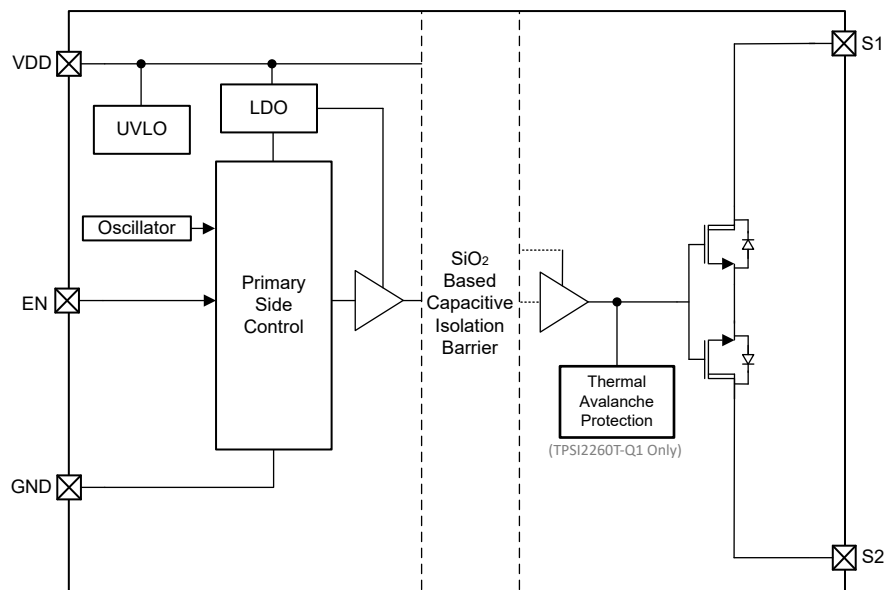 VDD
UVLO
LDO
Oscillator
EN
Primary
Side
Control
GND
SiO₂
Based
Capacitive
Isolation
Barrier
Thermal
Avalanche
Protection
(TPSI2260T-Q1 Only)
S1
S2